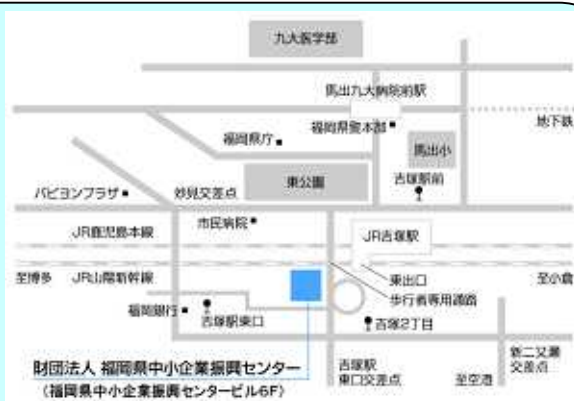 九大医学部
馬出九大病院前駅
地下鉄
福岡県庁
福岡県警本部
馬出小
東公園
吉塚駅前
パピヨンプラザ
妙見交差点
市民病院
JR鹿児島本線
JR吉塚駅
至博多
JR山陽新幹線
東出口
至小倉
歩行者専用通路
福岡銀行
吉塚駅東口
吉塚2丁目
財団法人 福岡県中小企業振興センター
(福岡県中小企業振興センタービル6F)
吉塚駅
東口交差点
至空港
新二又瀬
交差点